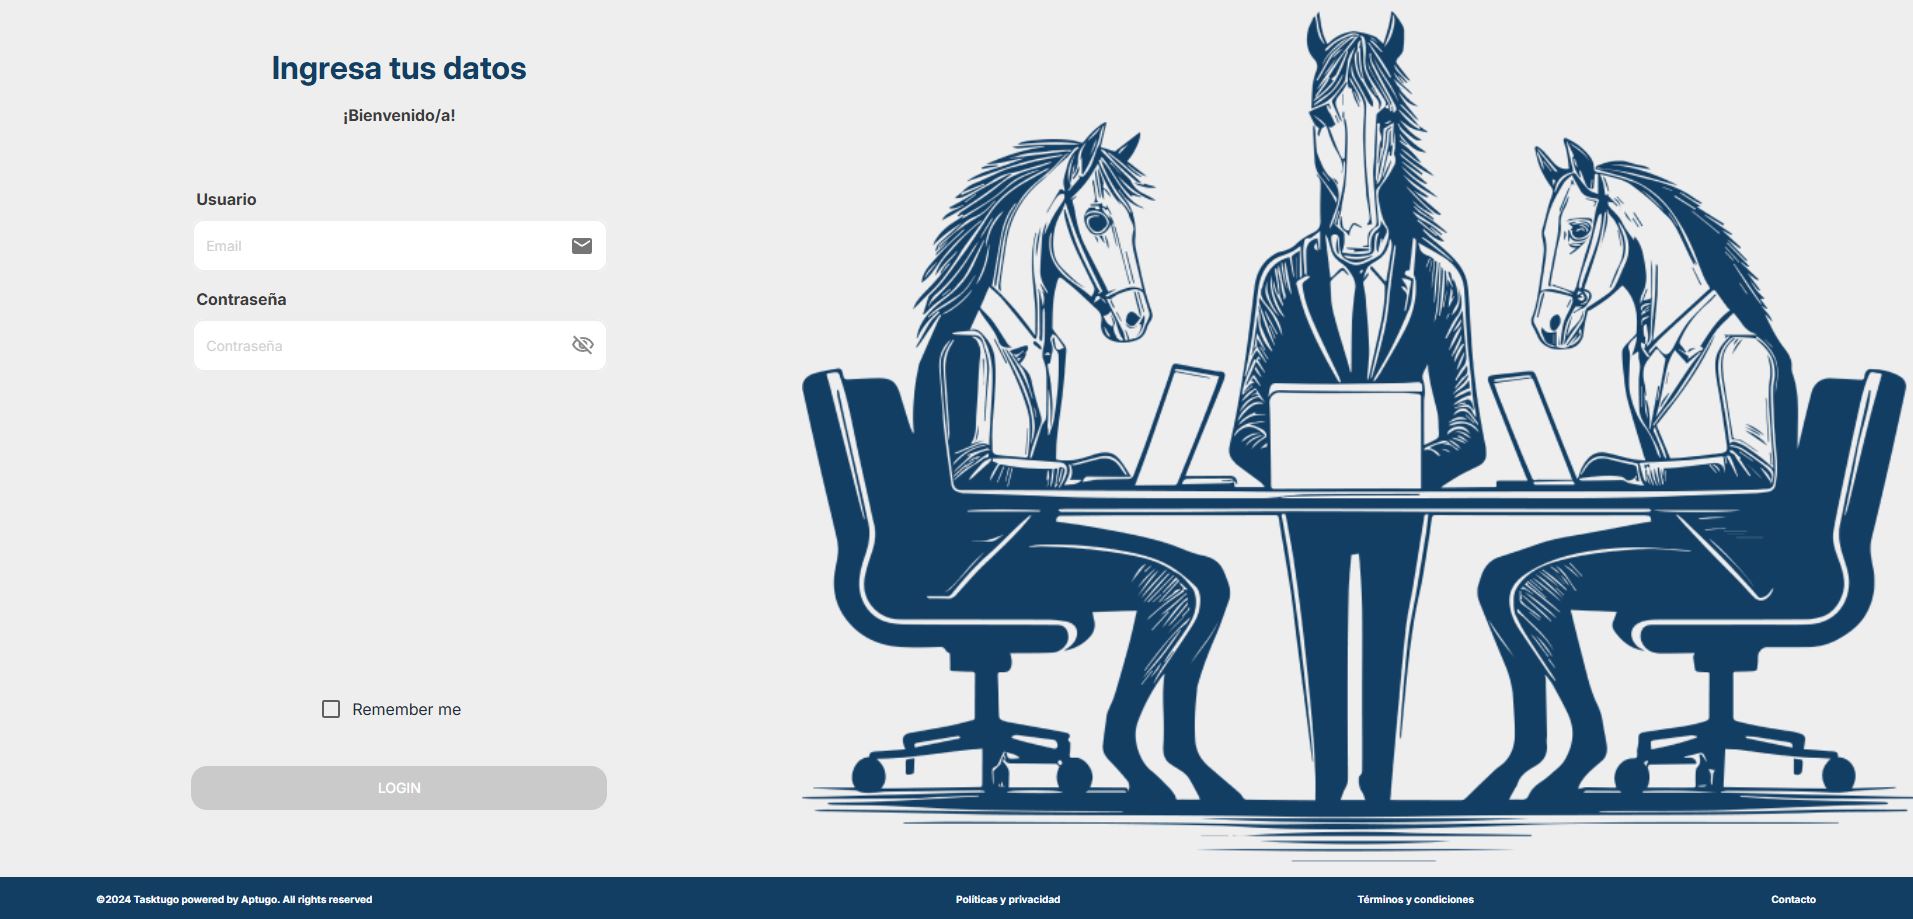 Ingresa tus datos
¡Bienvenido/a!
Usuario
Email
Contraseña
Contraseña
Remember me
LOGIN
©2024 Tasktugo powered by Aptugo. All rights reserved
Políticas y privacidad
Términos y condiciones
Contacto